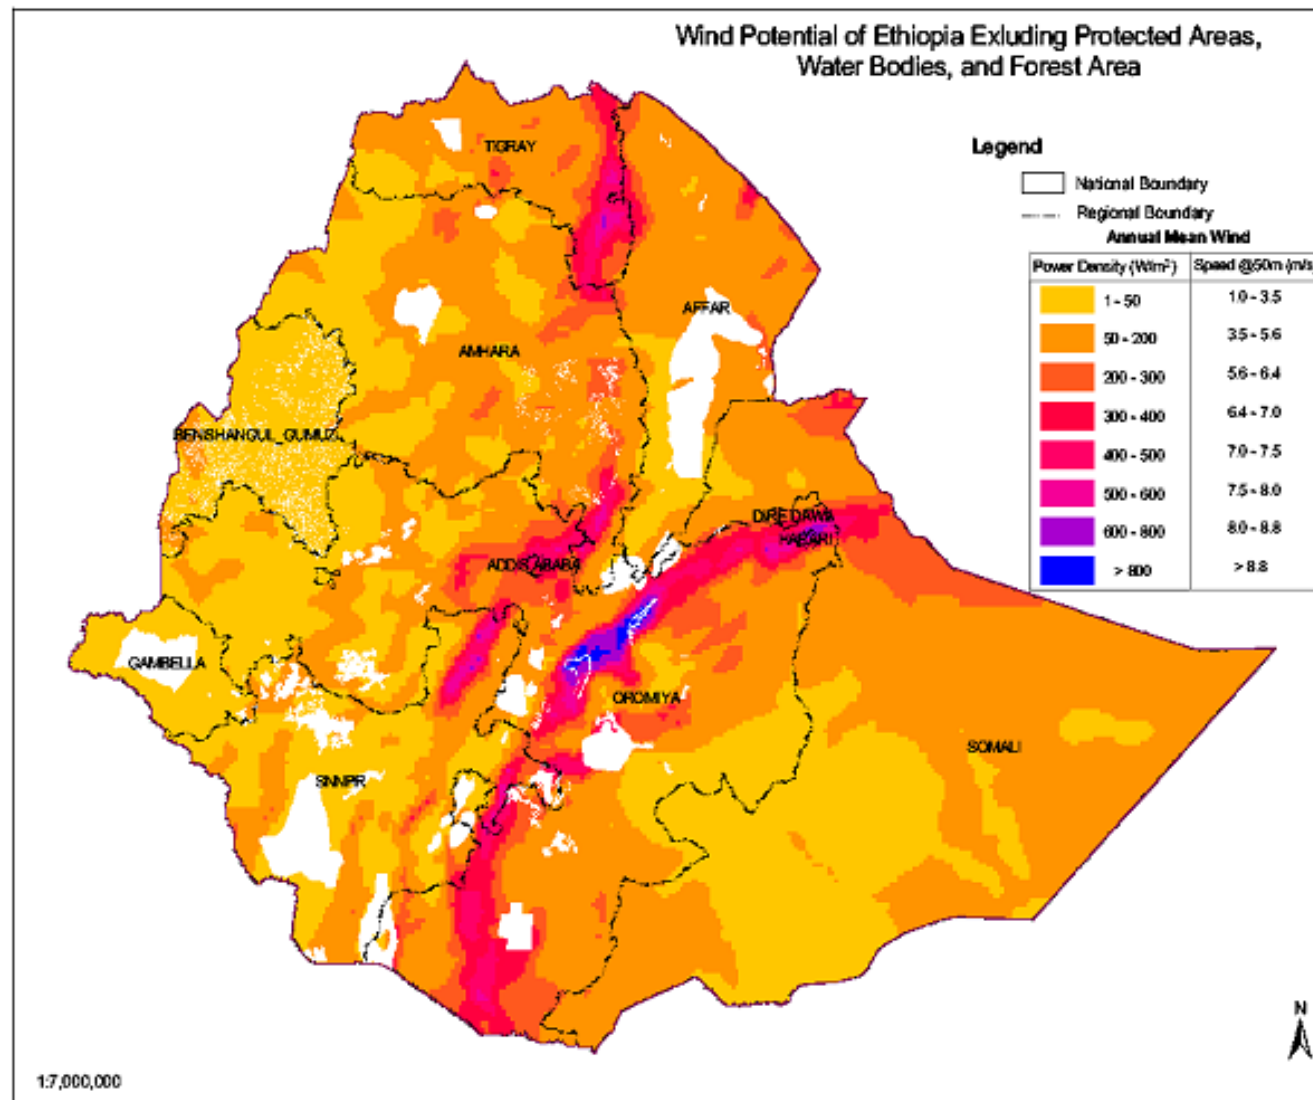 Wind Potential of Ethiopia Exluding Protected Areas,
Water Bodies, and Forest Area
Legend
National Boundary
Regional Boundary
Annual Mean Wind
Power Density (W/m²) Speed @50m (m/s
1 - 50 1.0 - 3.5
50 - 200 3.5 - 5.6
200 - 300 5.6 - 6.4
300 - 400 6.4 - 7.0
400 - 500 7.0 - 7.5
500 - 600 7.5 - 8.0
600 - 800 8.0 - 8.8
> 800 > 8.8
TIGRAY
AFFAR
AMHARA
BENSHANGUL_GUMUZ
DIRE DAWA
HARARI
ADDIS ABABA
GAMBELLA
OROMIYA
SOMALI
SNNPR
N
1:7,000,000